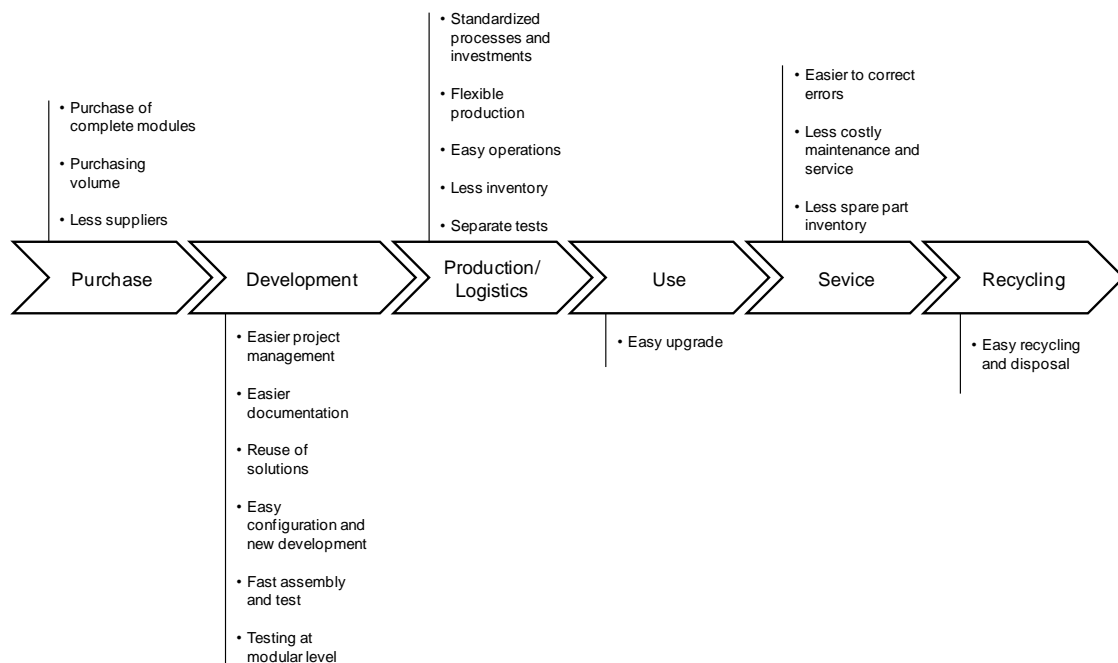 • Standardized
processes and
investments
• Flexible
production
• Easy operations
• Less inventory
• Separate tests
• Easier to correct
errors
• Less costly
maintenance and
service
• Less spare part
inventory
• Purchase of
complete modules
• Purchasing
volume
• Less suppliers
Purchase
Development
Production/
Logistics
Use
Sevice
Recycling
• Easier project
management
• Easier
documentation
• Reuse of
solutions
• Easy
configuration and
new development
• Fast assembly
and test
• Testing at
modular level
• Easy upgrade
• Easy recycling
and disposal